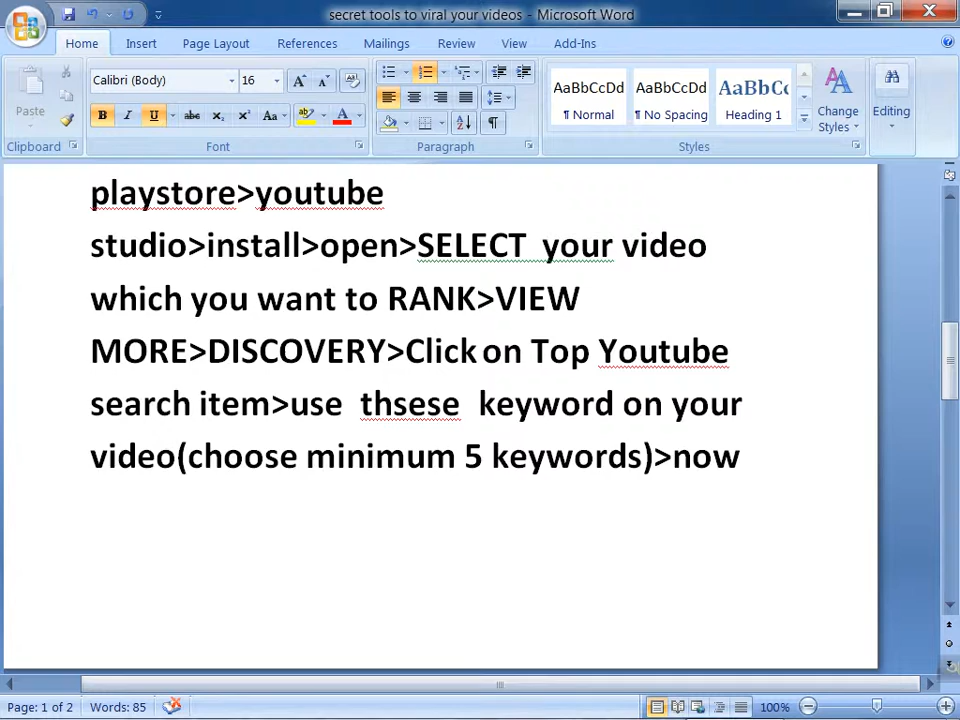 secret tools to viral your videos - Microsoft Word
Home Insert Page Layout References Mailings Review View Add-Ins
Paste
Calibri (Body) 16
AaBbCcDd AaBbCcDd AaBbCc
¶ Normal ¶ No Spacing Heading 1
Change Styles
Editing
Clipboard Font Paragraph Styles
playstore>youtube
studio>install>open>SELECT your video
which you want to RANK>VIEW
MORE>DISCOVERY>Click on Top Youtube
search item>use thsese keyword on your
video(choose minimum 5 keywords)>now
Page: 1 of 2 Words: 85 100%